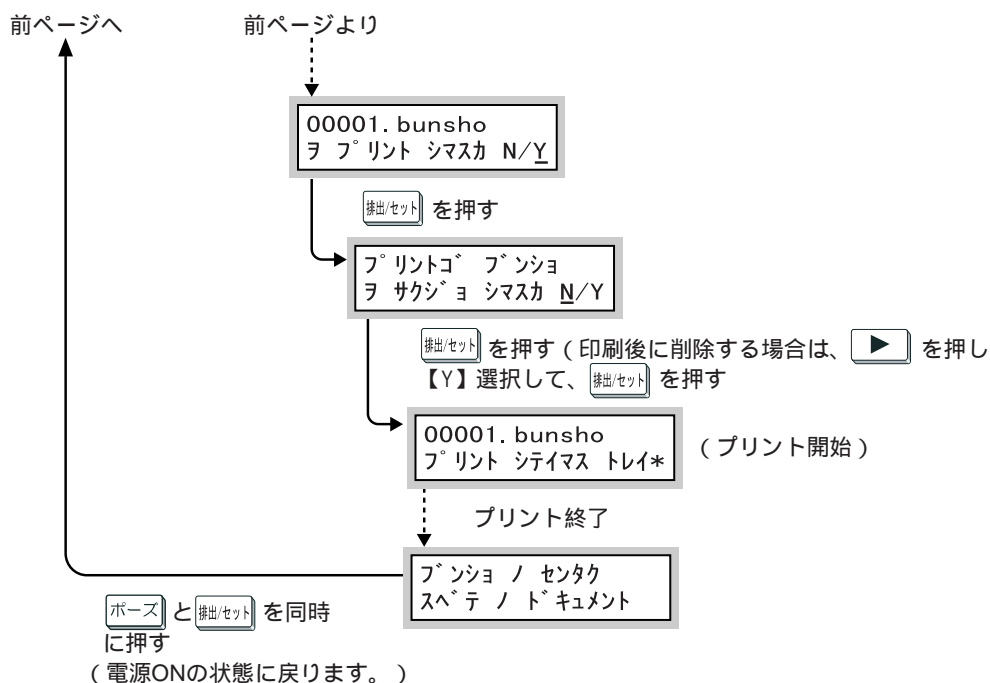 前ページへ
前ページより
00001.bunsho
ヲ プリント シマスカ N/Y
排出/セット を押す
プリントゴ ブンショ
ヲ サクジョ シマスカ N/Y
排出/セット を押す(印刷後に削除する場合は、▶ を押し
【Y】選択して、排出/セット を押す
00001.bunsho
プリント シテイマス トレイ*
(プリント開始)
プリント終了
ブンショ ノ センタク
スベテ ノ ドキュメント
ポーズ と 排出/セット を同時
に押す
(電源ONの状態に戻ります。)